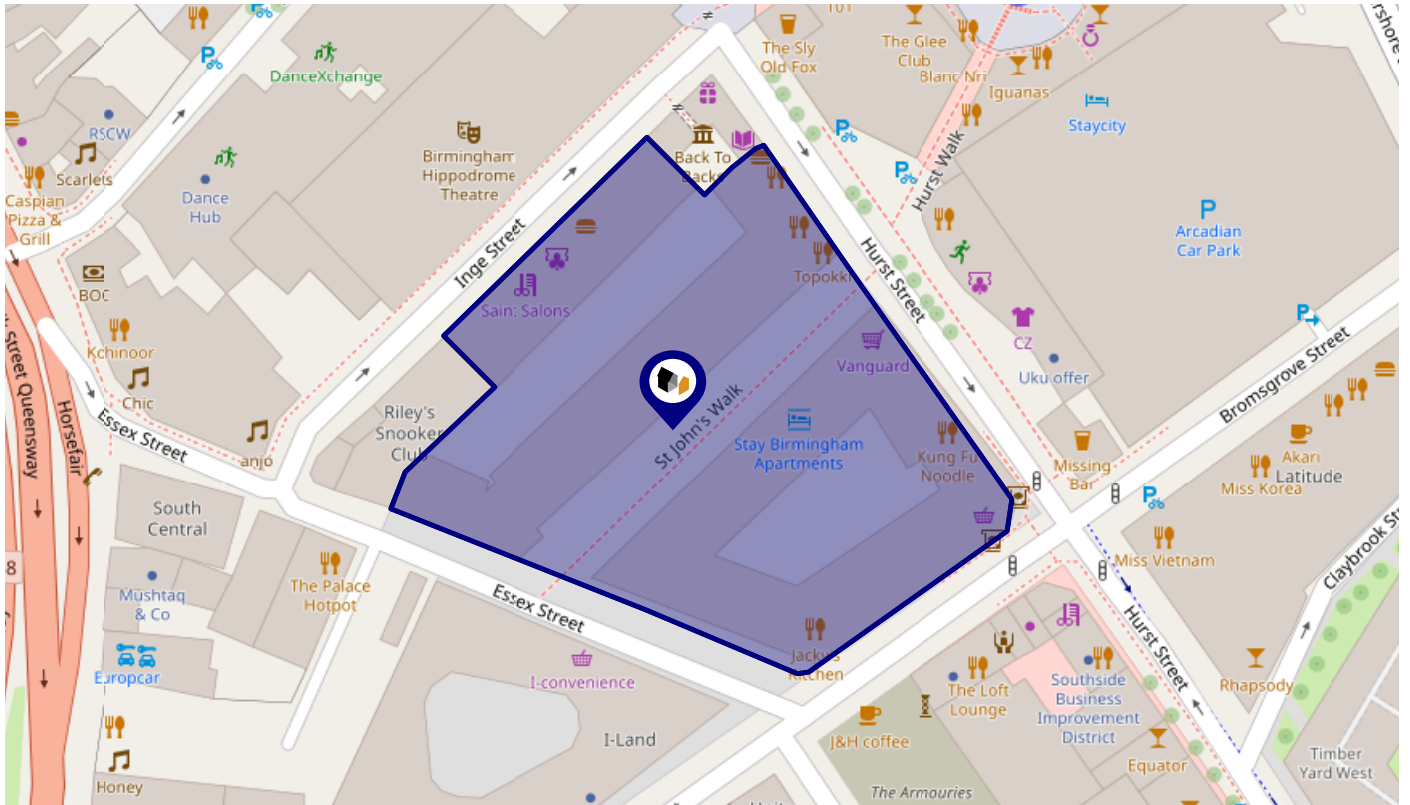 The Sly
Old Fox
The Glee
Club
Iguanas
DanceXchange
Staycity
RSCW
Scarlets
Birmingham
Hippodrome
Theatre
Back To
Backs
Hurst Walk
Caspian
Pizza &
Grill
Dance
Hub
Arcadian
Car Park
Inge Street
Hurst Street
Topokki
BOC
Sain: Salons
CZ
Kchinoor
Vanguard
Uku offer
Bromsgrove Street
Chic
Street Queensway
Horsefair
Essex Street
Riley's
Snooker
Club
St John's Walk
Stay Birmingham
Apartments
Kung Fu
Noodle
Missing
Bar
Akari
Latitude
Miss Korea
anjo
South
Central
Miss Vietnam
Claybrook St
8
Mushtaq
& Co
The Palace
Hotpot
Essex Street
Hurst Street
Jacky's
Kitchen
Europcar
I-convenience
The Loft
Lounge
Southside
Business
Improvement
District
Rhapsody
I-Land
J&H coffee
Equator
Timber
Yard West
Honey
The Armouries